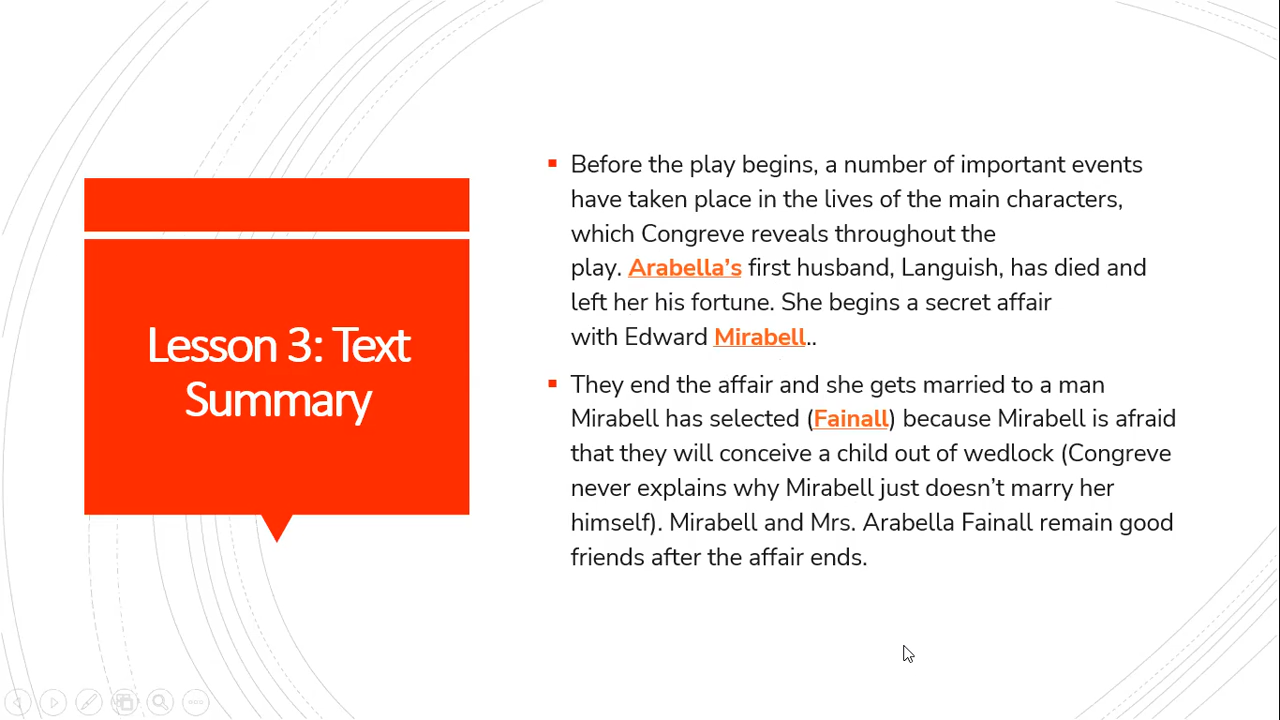 Lesson 3: Text
Summary
Before the play begins, a number of important events
have taken place in the lives of the main characters,
which Congreve reveals throughout the
play. Arabella’s first husband, Languish, has died and
left her his fortune. She begins a secret affair
with Edward Mirabell..
They end the affair and she gets married to a man
Mirabell has selected (Fainall) because Mirabell is afraid
that they will conceive a child out of wedlock (Congreve
never explains why Mirabell just doesn’t marry her
himself). Mirabell and Mrs. Arabella Fainall remain good
friends after the affair ends.